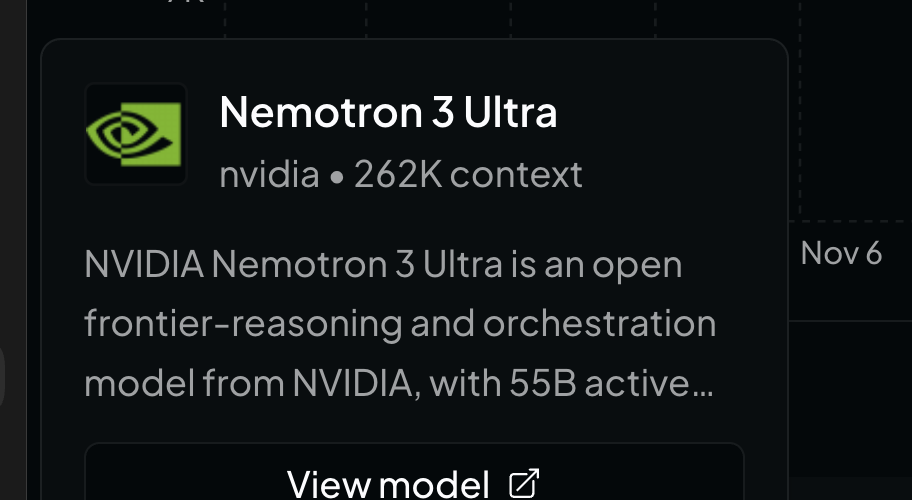 Nemotron 3 Ultra
nvidia • 262K context
NVIDIA Nemotron 3 Ultra is an open
frontier-reasoning and orchestration
model from NVIDIA, with 55B active...
Nov 6
View model